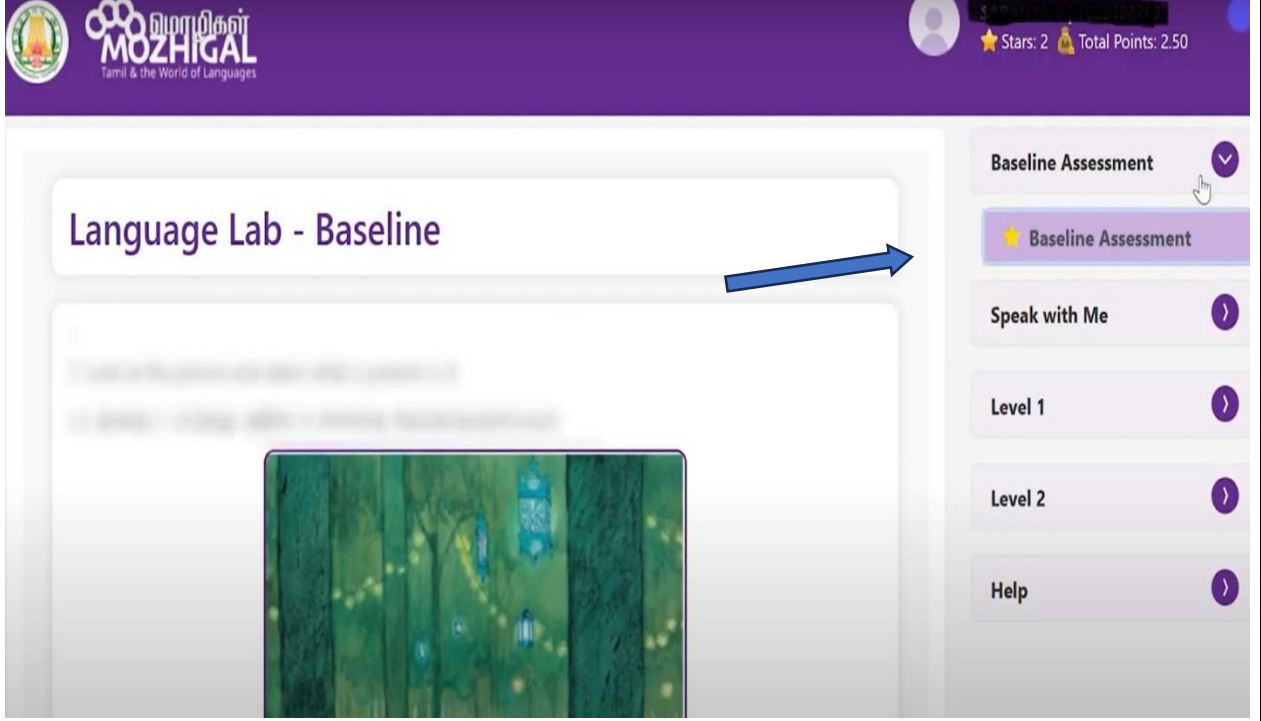 மொழிகள்
MOZHIGAL
Tamil & the World of Languages
Stars: 2 Total Points: 2.50
Language Lab - Baseline
Baseline Assessment
Baseline Assessment
Speak with Me
Level 1
Level 2
Help